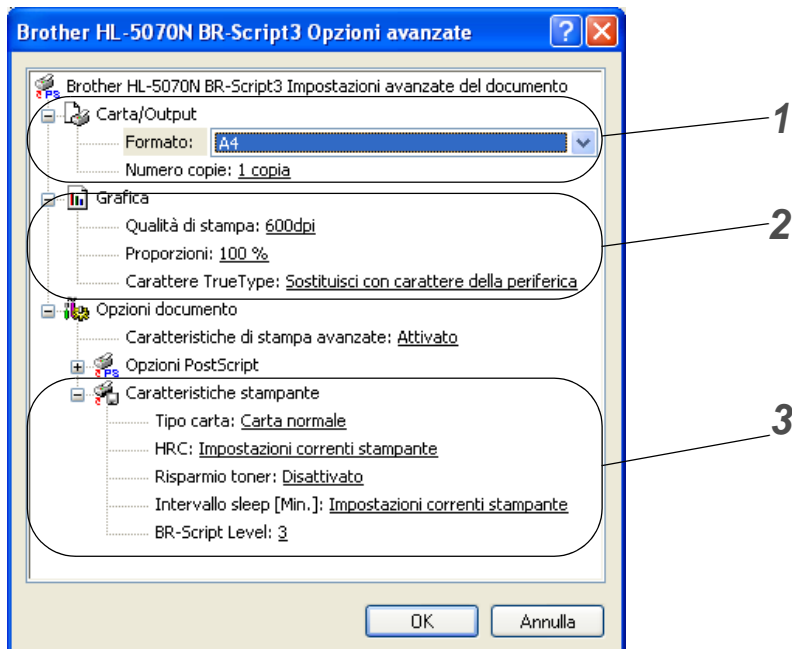 Brother HL-5070N BR-Script3 Opzioni avanzate
Brother HL-5070N BR-Script3 Impostazioni avanzate del documento
Carta/Output
Formato: A4
1
Numero copie: 1 copia
Grafica
Qualità di stampa: 600dpi
2
Proporzioni: 100 %
Carattere TrueType: Sostituisci con carattere della periferica
Opzioni documento
Caratteristiche di stampa avanzate: Attivato
PS Opzioni PostScript
Caratteristiche stampante
Tipo carta: Carta normale
3
HRC: Impostazioni correnti stampante
Risparmio toner: Disattivato
Intervallo sleep [Min.]: Impostazioni correnti stampante
BR-Script Level: 3
OK Annulla